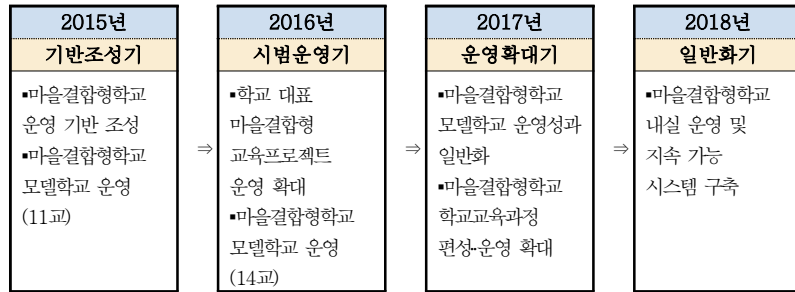 2015년
기반조성기
▪마을결합형학교
운영 기반 조성
▪마을결합형학교
모델학교 운영
(11교)
⇒
2016년
시범운영기
▪학교 대표
마을결합형
교육프로젝트
운영 확대
▪마을결합형학교
모델학교 운영
(14교)
⇒
2017년
운영확대기
▪마을결합형학교
모델학교 운영성과
일반화
▪마을결합형학교
학교교육과정
편성·운영 확대
⇒
2018년
일반화기
▪마을결합형학교
내실 운영 및
지속 가능
시스템 구축